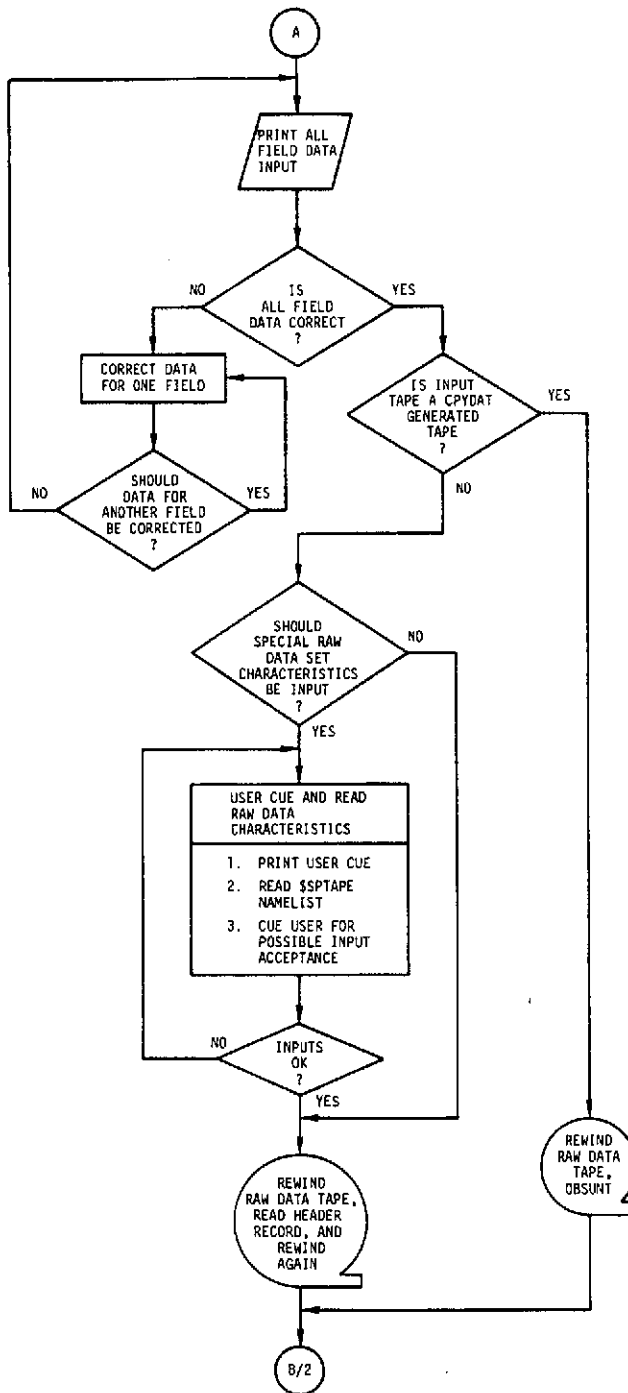 A
PRINT ALL
FIELD DATA
INPUT
NO
IS
ALL FIELD
DATA CORRECT
?
YES
CORRECT DATA
FOR ONE FIELD
IS INPUT
TAPE A CPYDAT
GENERATED
TAPE
?
YES
NO
NO
SHOULD
DATA FOR
ANOTHER FIELD
BE CORRECTED
?
YES
SHOULD
SPECIAL RAW
DATA SET
CHARACTERISTICS
BE INPUT
?
NO
YES
USER CUE AND READ
RAW DATA
CHARACTERISTICS
1. PRINT USER CUE
2. READ $SPTAPE
NAMELIST
3. CUE USER FOR
POSSIBLE INPUT
ACCEPTANCE
NO
INPUTS
OK
?
YES
REWIND
RAW DATA TAPE,
READ HEADER
RECORD, AND
REWIND
AGAIN
REWIND
RAW DATA
TAPE,
OBSUNT
B/2